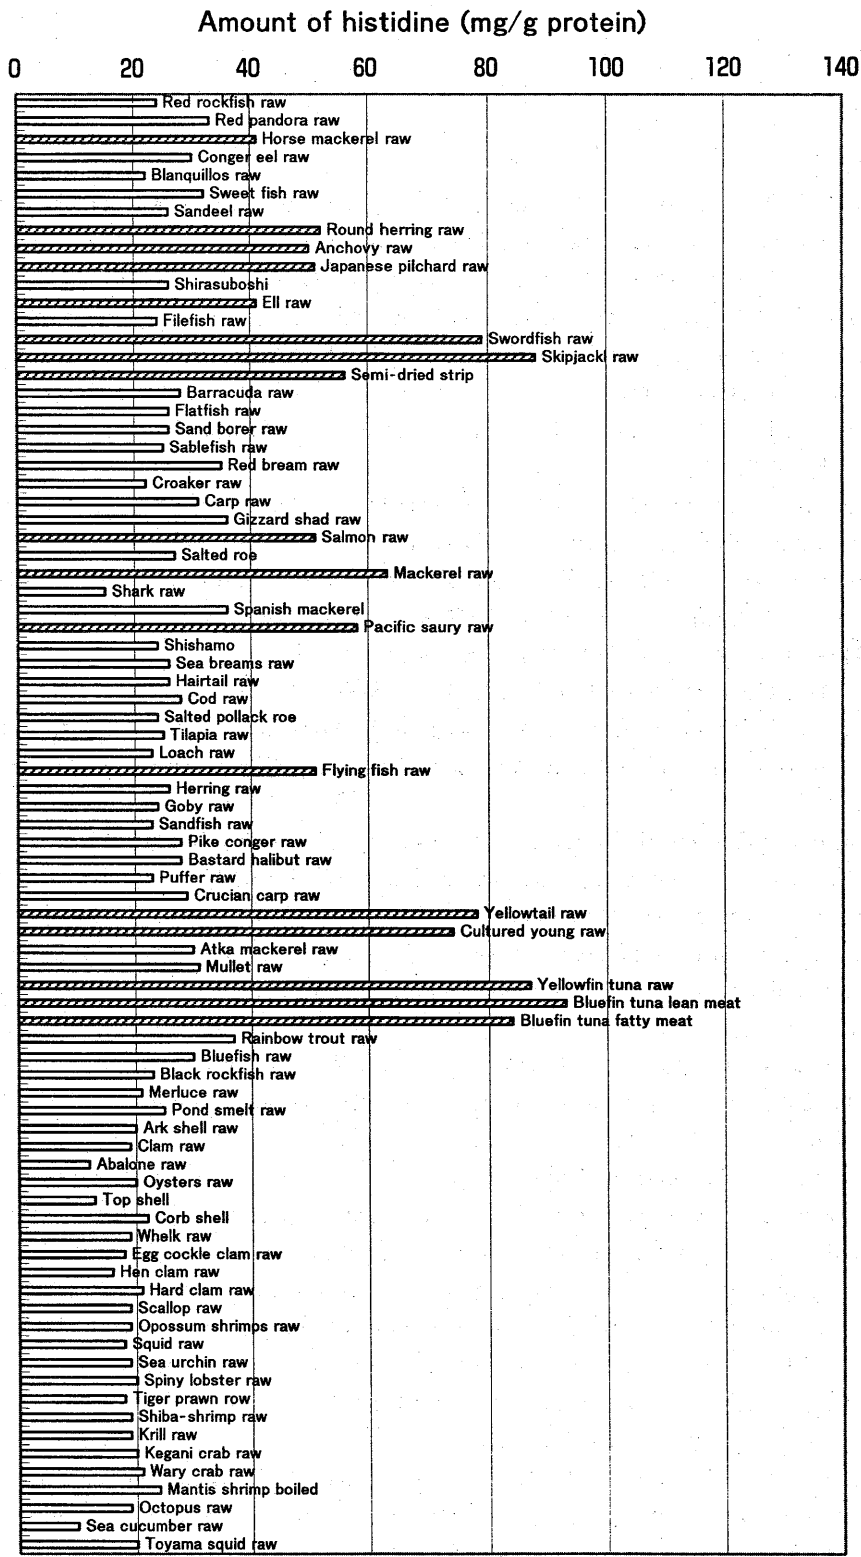 Amount of histidine (mg/g protein)
0 20 40 60 80 100 120 140
Red rockfish raw
Red pandora raw
Horse mackerel raw
Conger eel raw
Blanquillos raw
Sweet fish raw
Sandeel raw
Round herring raw
Anchovy raw
Japanese pilchard raw
Shirasuboshi
Ell raw
Filefish raw
Swordfish raw
Skipjackl raw
Semi-dried strip
Barracuda raw
Flatfish raw
Sand borer raw
Sablefish raw
Red bream raw
Croaker raw
Carp raw
Gizzard shad raw
Salmon raw
Salted roe
Mackerel raw
Shark raw
Spanish mackerel
Pacific saury raw
Shishamo
Sea breams raw
Hairtail raw
Cod raw
Salted pollack roe
Tilapia raw
Loach raw
Flying fish raw
Herring raw
Goby raw
Sandfish raw
Pike conger raw
Bastard halibut raw
Puffer raw
Crucian carp raw
Yellowtail raw
Cultured young raw
Atka mackerel raw
Mullet raw
Yellowfin tuna raw
Bluefin tuna lean meat
Bluefin tuna fatty meat
Rainbow trout raw
Bluefish raw
Black rockfish raw
Merluce raw
Pond smelt raw
Ark shell raw
Clam raw
Abalone raw
Oysters raw
Top shell
Corb shell
Whelk raw
Egg cockle clam raw
Hen clam raw
Hard clam raw
Scallop raw
Opossum shrimps raw
Squid raw
Sea urchin raw
Spiny lobster raw
Tiger prawn row
Shiba-shrimp raw
Krill raw
Kegani crab raw
Wary crab raw
Mantis shrimp boiled
Octopus raw
Sea cucumber raw
Toyama squid raw